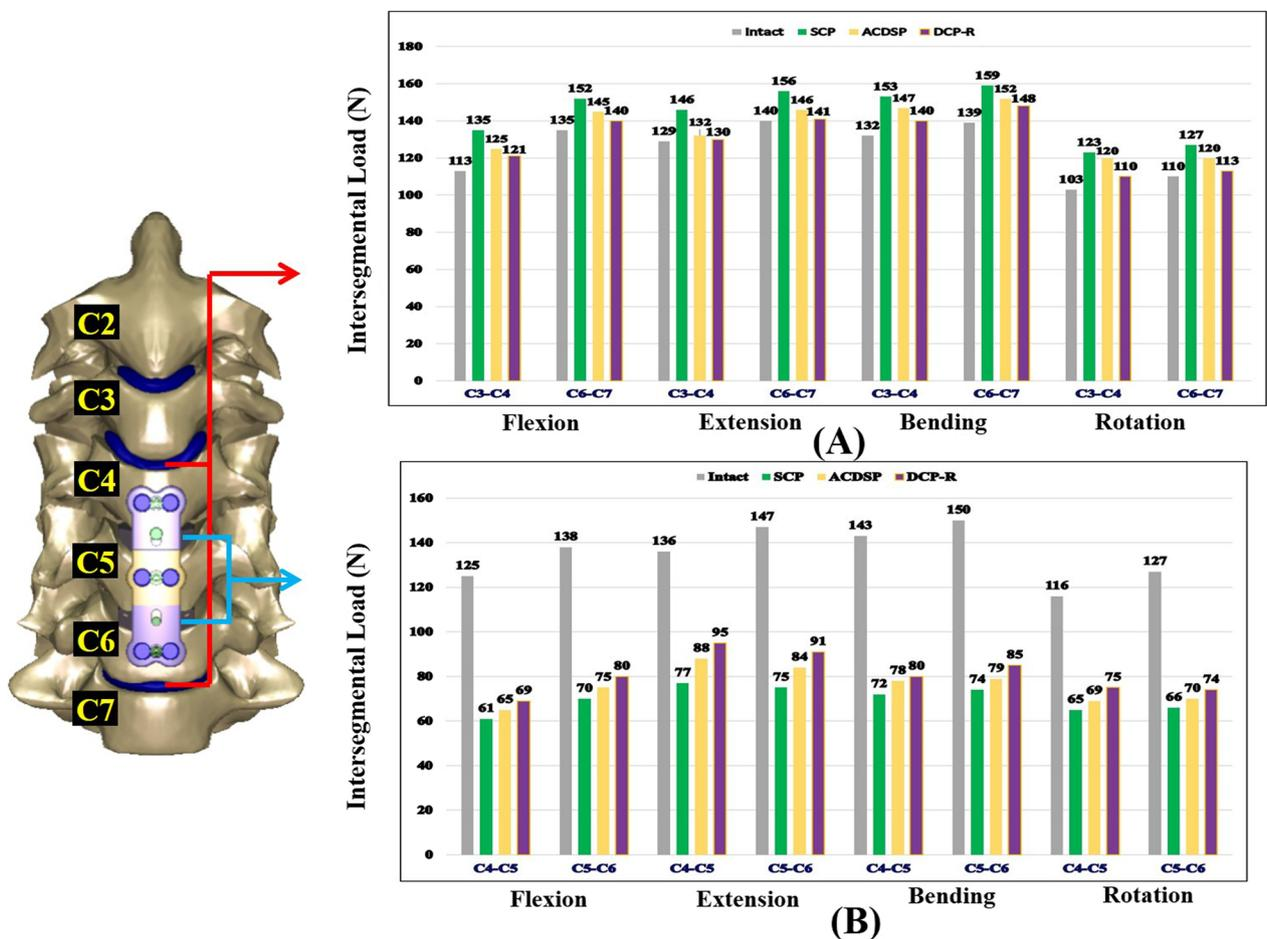 C2
C3
C4
C5
C6
C7
Intersegmental Load (N)
Intact SCP ACDSP DCP-R
180
160
140
120
100
80
60
40
20
0
113 135 125 121
135 152 145 140
129 146 132 130
140 156 146 141
132 153 147 140
139 159 152 148
103 123 120 110
110 127 120 113
C3-C4 C6-C7 C3-C4 C6-C7 C3-C4 C6-C7 C3-C4 C6-C7
Flexion Extension Bending Rotation
(A)
Intersegmental Load (N)
Intact SCP ACDSP DCP-R
160
140
120
100
80
60
40
20
0
125 61 65 69
138 70 75 80
136 77 88 95
147 75 84 91
143 72 78 80
150 74 79 85
116 65 69 75
127 66 70 74
C4-C5 C5-C6 C4-C5 C5-C6 C4-C5 C5-C6 C4-C5 C5-C6
Flexion Extension Bending Rotation
(B)